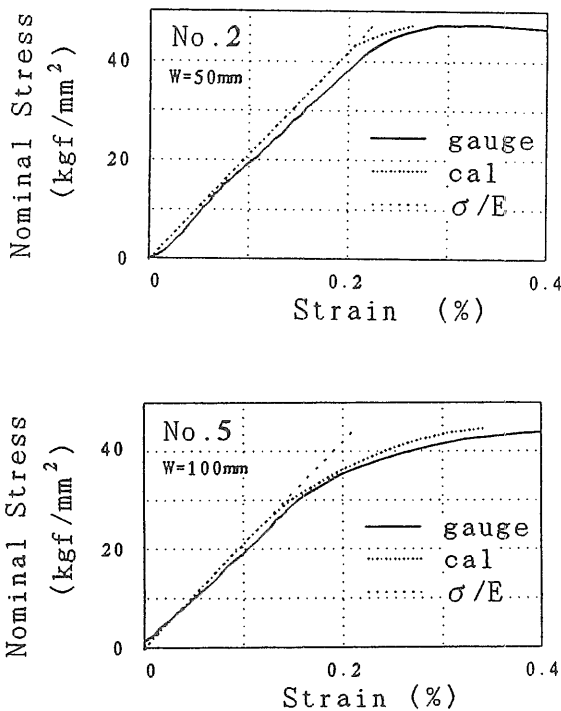 Nominal Stress
(kgf/mm²)
No.2
W=50mm
gauge
cal
σ/E
40
20
0
0
0.2
0.4
Strain (%)
Nominal Stress
(kgf/mm²)
No.5
W=100mm
gauge
cal
σ/E
40
20
0
0
0.2
0.4
Strain (%)